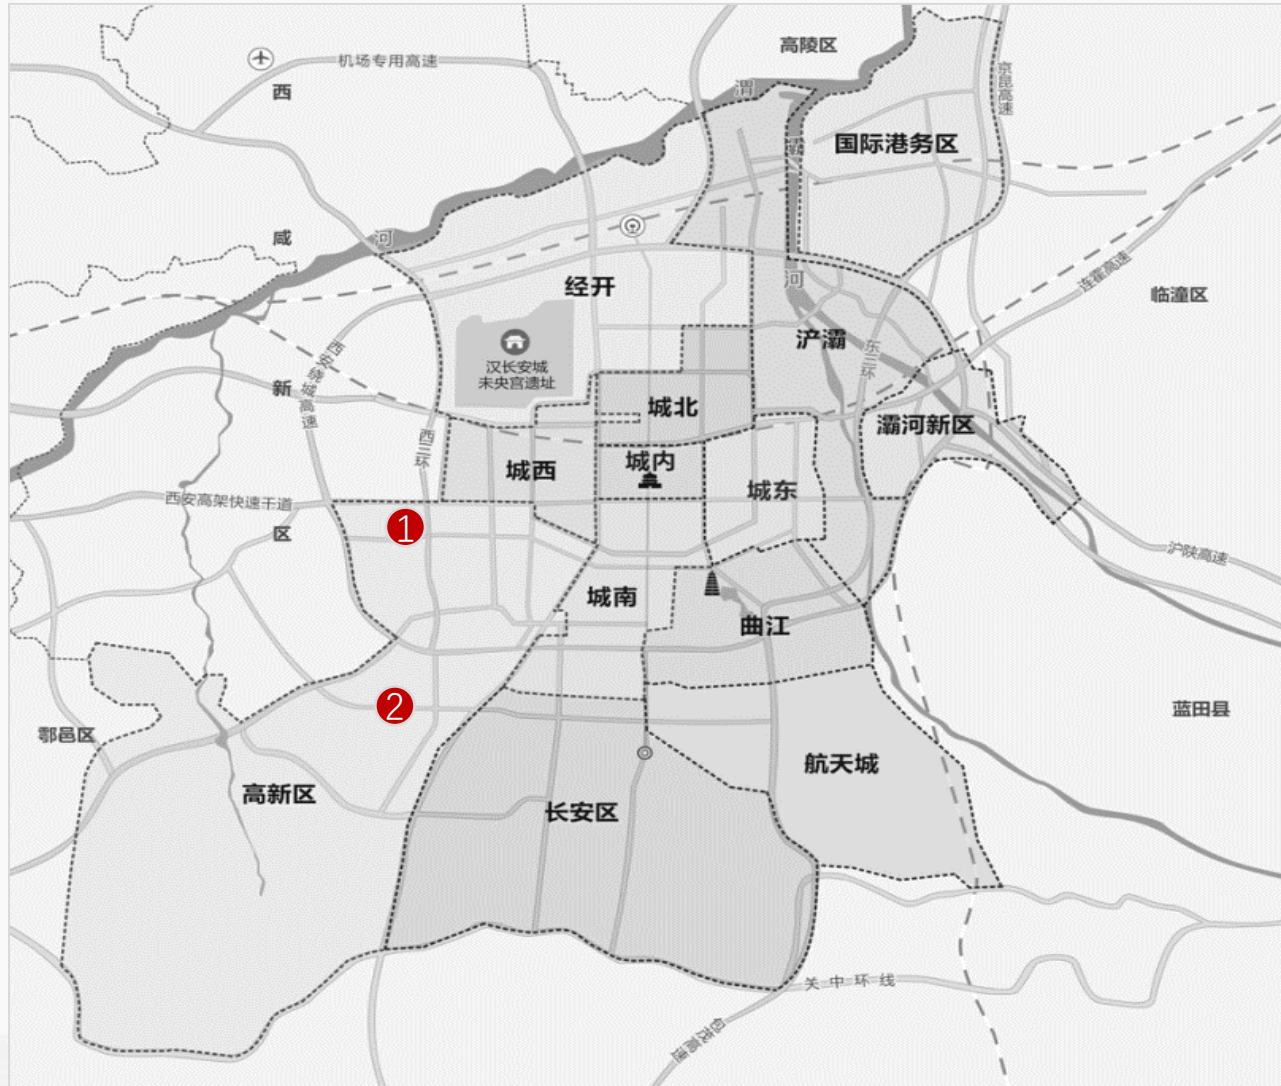 高陵区
机场专用高速
西
渭
京昆高速
国际港务区
灞
河
咸
河
连霍高速
经开
临潼区
浐灞
东三环
西安绕城高速
汉长安城
未央宫遗址
新
城北
灞河新区
西三环
城西
城内
城东
西安高架快速干道
1
区
沪陕高速
城南
曲江
2
蓝田县
鄠邑区
航天城
高新区
长安区
关中环线
包茂高速